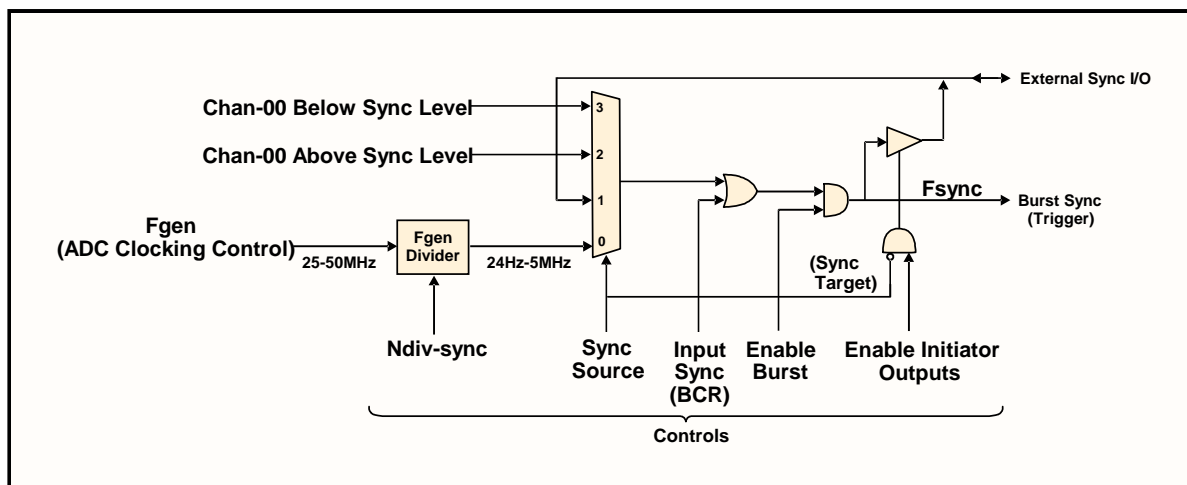 External Sync I/O
Chan-00 Below Sync Level
3
Chan-00 Above Sync Level
2
1
0
Fgen
(ADC Clocking Control)
25-50MHz
Fgen
Divider
24Hz-5MHz
Fsync
Burst Sync
(Trigger)
(Sync
Target)
Ndiv-sync
Sync
Source
Input
Sync
(BCR)
Enable
Burst
Enable Initiator
Outputs
Controls